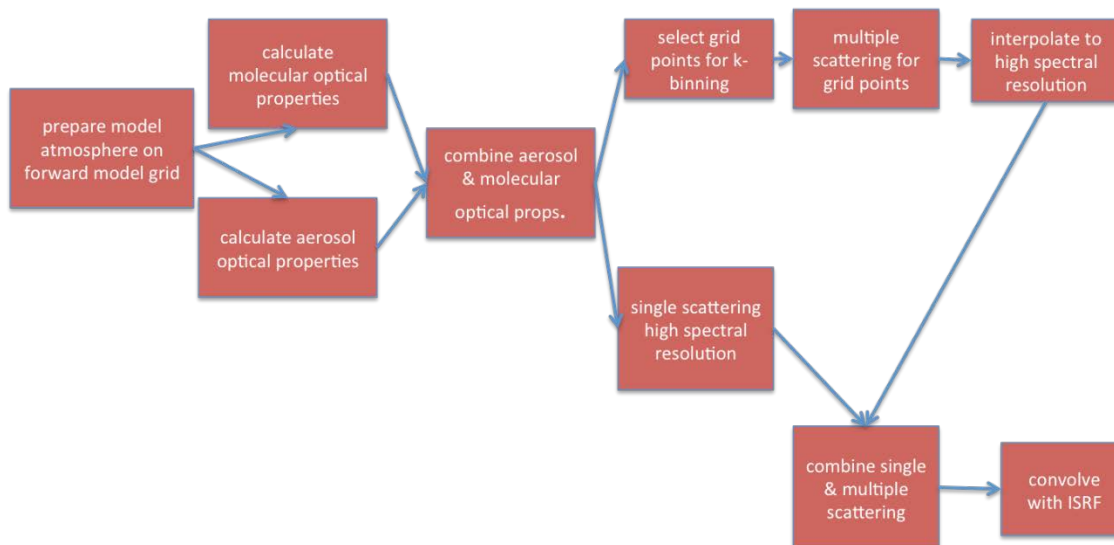 prepare model
atmosphere on
forward model grid
calculate
molecular optical
properties
calculate aerosol
optical properties
combine aerosol
& molecular
optical props.
select grid
points for k-
binning
multiple
scattering for
grid points
interpolate to
high spectral
resolution
single scattering
high spectral
resolution
combine single
& multiple
scattering
convolve
with ISRF